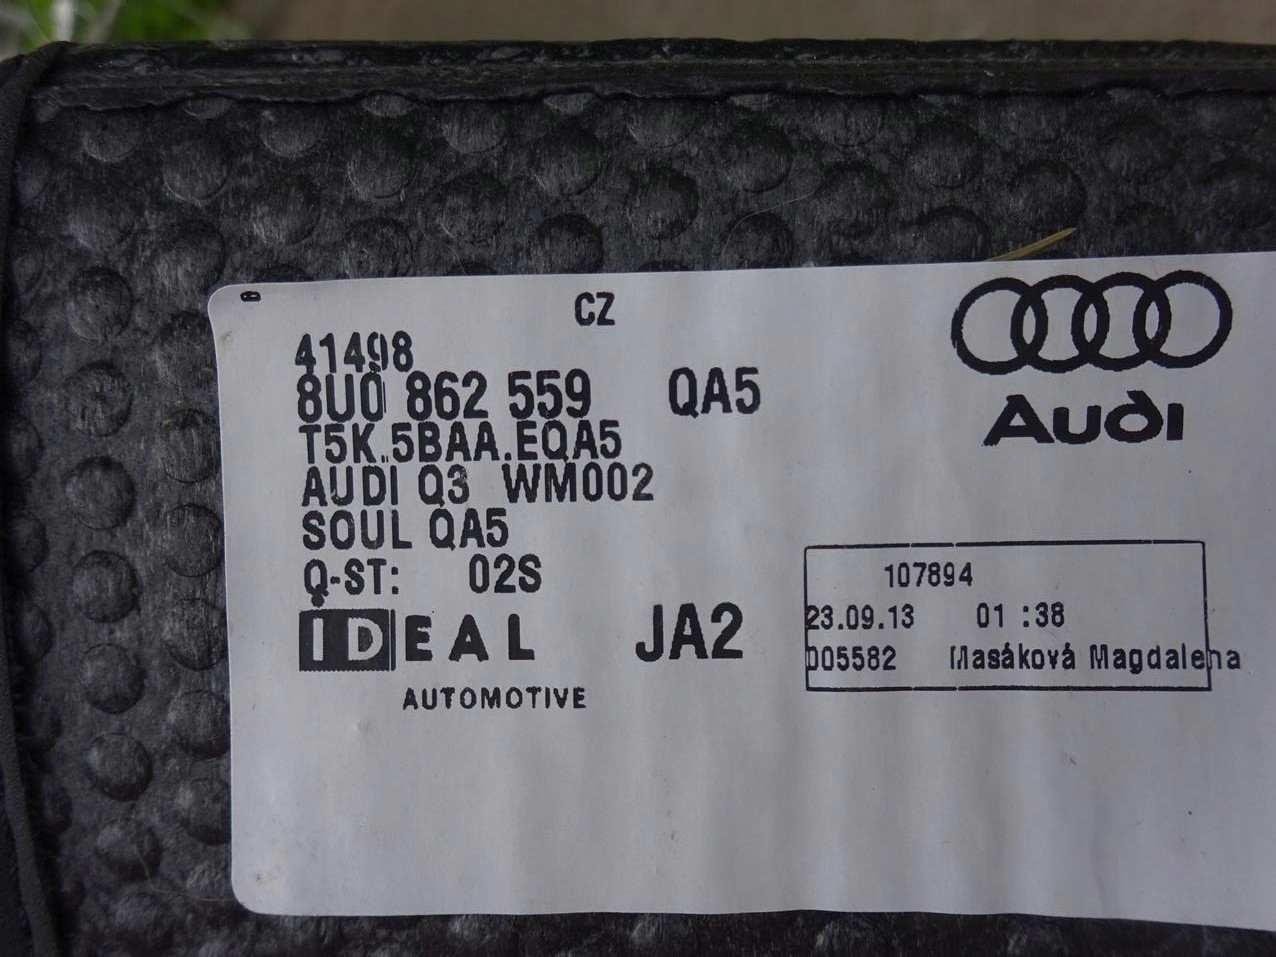 CZ
41498
8U0 862 559 QA5
T5K.5BAA.EQA5
AUDI Q3 WM002
SOUL QA5
Q-ST: 02S
IDEAL JA2
AUTOMOTIVE
Audi
107894
23.09.13 01:38
005582 Masáková Magdalena